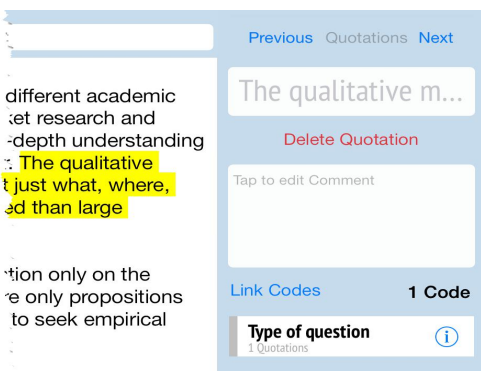 different academic
ket research and
-depth understanding
The qualitative
just what, where,
ed than large
tion only on the
re only propositions
to seek empirical
Previous Quotations Next
The qualitative m...
Delete Quotation
Tap to edit Comment
Link Codes 1 Code
Type of question
1 Quotations